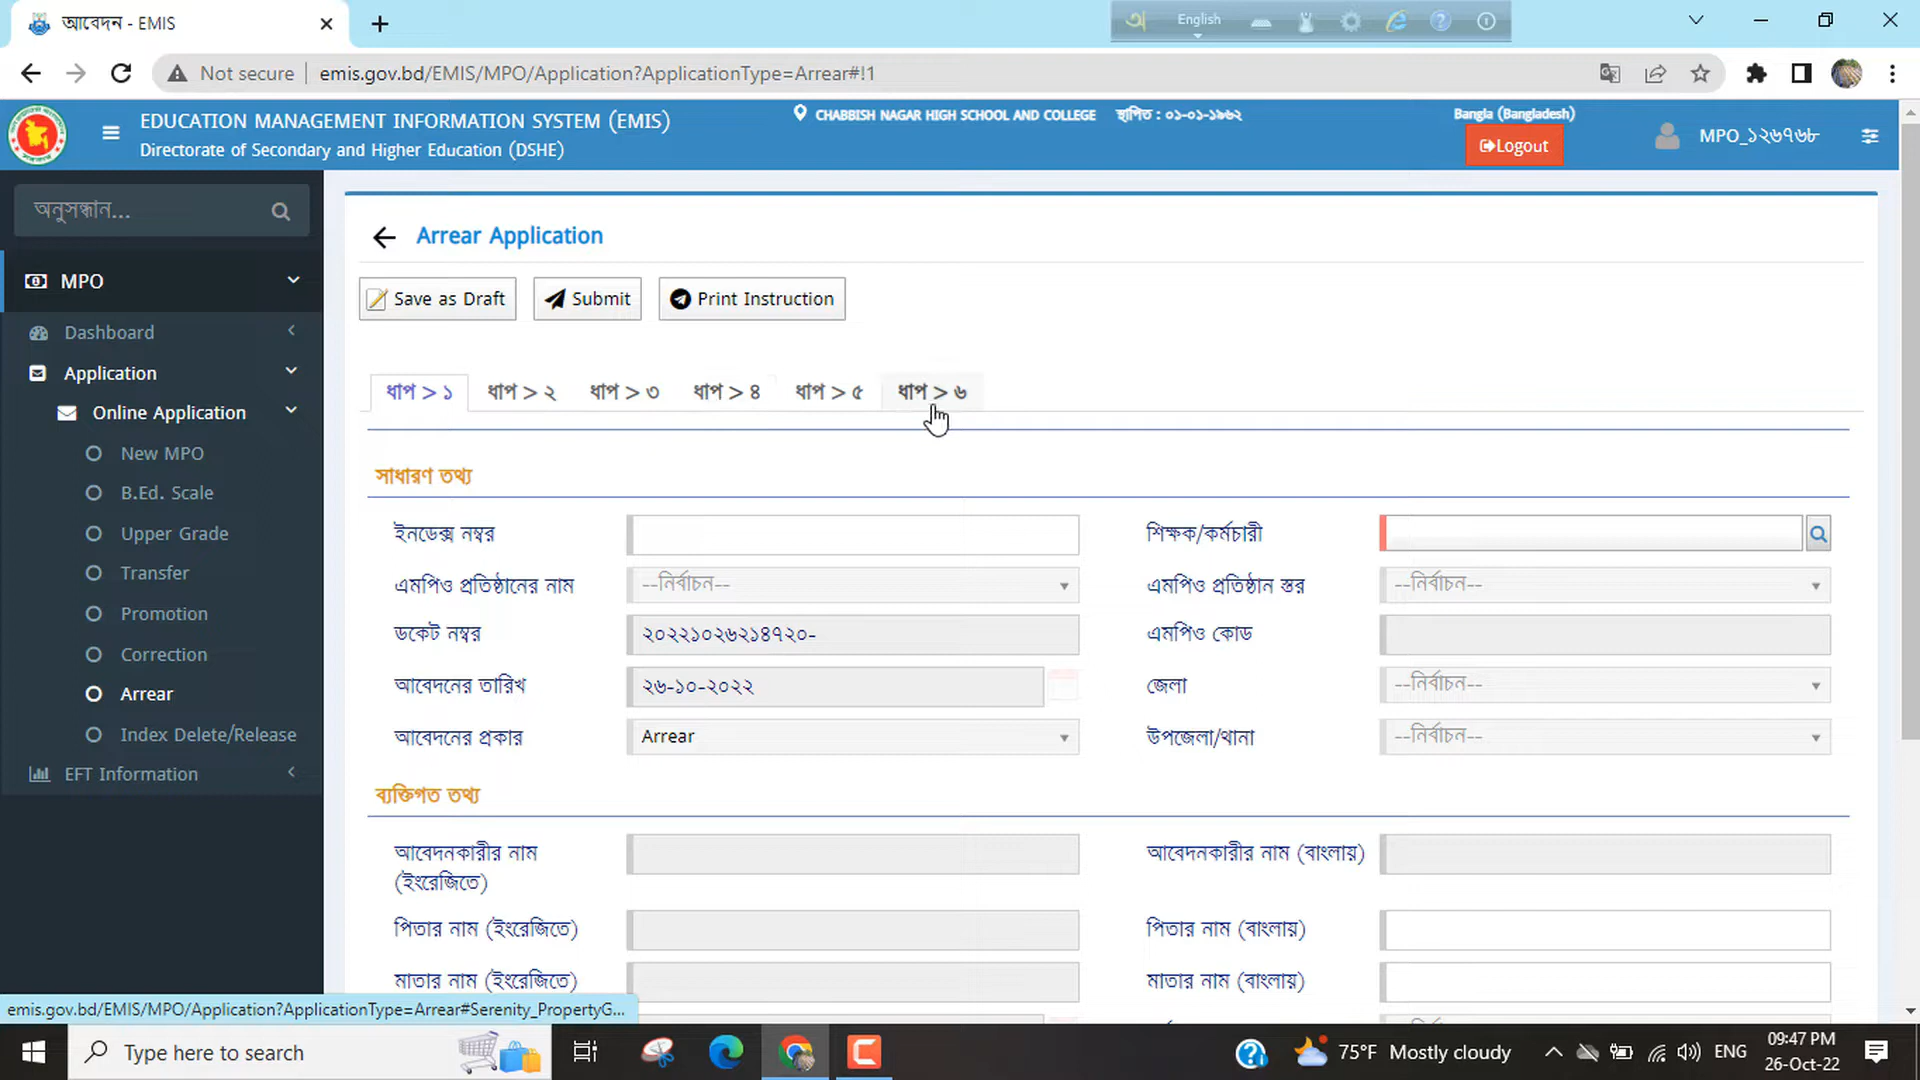 আবেদন - EMIS
English
Not secure
emis.gov.bd/EMIS/MPO/Application?ApplicationType=Arrear#!1
EDUCATION MANAGEMENT INFORMATION SYSTEM (EMIS)
Directorate of Secondary and Higher Education (DSHE)
CHABBISH NAGAR HIGH SCHOOL AND COLLEGE স্থাপিত : ০১-০১-১৯৬২
Bangla (Bangladesh)
Logout
MPO_১২৬৭৬৮
অনুসন্ধান...
MPO
Dashboard
Application
Online Application
New MPO
B.Ed. Scale
Upper Grade
Transfer
Promotion
Correction
Arrear
Index Delete/Release
EFT Information
Arrear Application
Save as Draft
Submit
Print Instruction
ধাপ > ১
ধাপ > ২
ধাপ > ৩
ধাপ > ৪
ধাপ > ৫
ধাপ > ৬
সাধারণ তথ্য
ইনডেক্স নম্বর
শিক্ষক/কর্মচারী
এমপিও প্রতিষ্ঠানের নাম
--নির্বাচন--
এমপিও প্রতিষ্ঠান স্তর
--নির্বাচন--
ডকেট নম্বর
২০২২১০২৬২১৪৭২০-
এমপিও কোড
আবেদনের তারিখ
২৬-১০-২০২২
জেলা
--নির্বাচন--
আবেদনের প্রকার
Arrear
উপজেলা/থানা
--নির্বাচন--
ব্যক্তিগত তথ্য
আবেদনকারীর নাম
(ইংরেজিতে)
আবেদনকারীর নাম (বাংলায়)
পিতার নাম (ইংরেজিতে)
পিতার নাম (বাংলায়)
মাতার নাম (ইংরেজিতে)
মাতার নাম (বাংলায়)
emis.gov.bd/EMIS/MPO/Application?ApplicationType=Arrear#Serenity_PropertyG...
Type here to search
75°F Mostly cloudy
ENG
09:47 PM
26-Oct-22